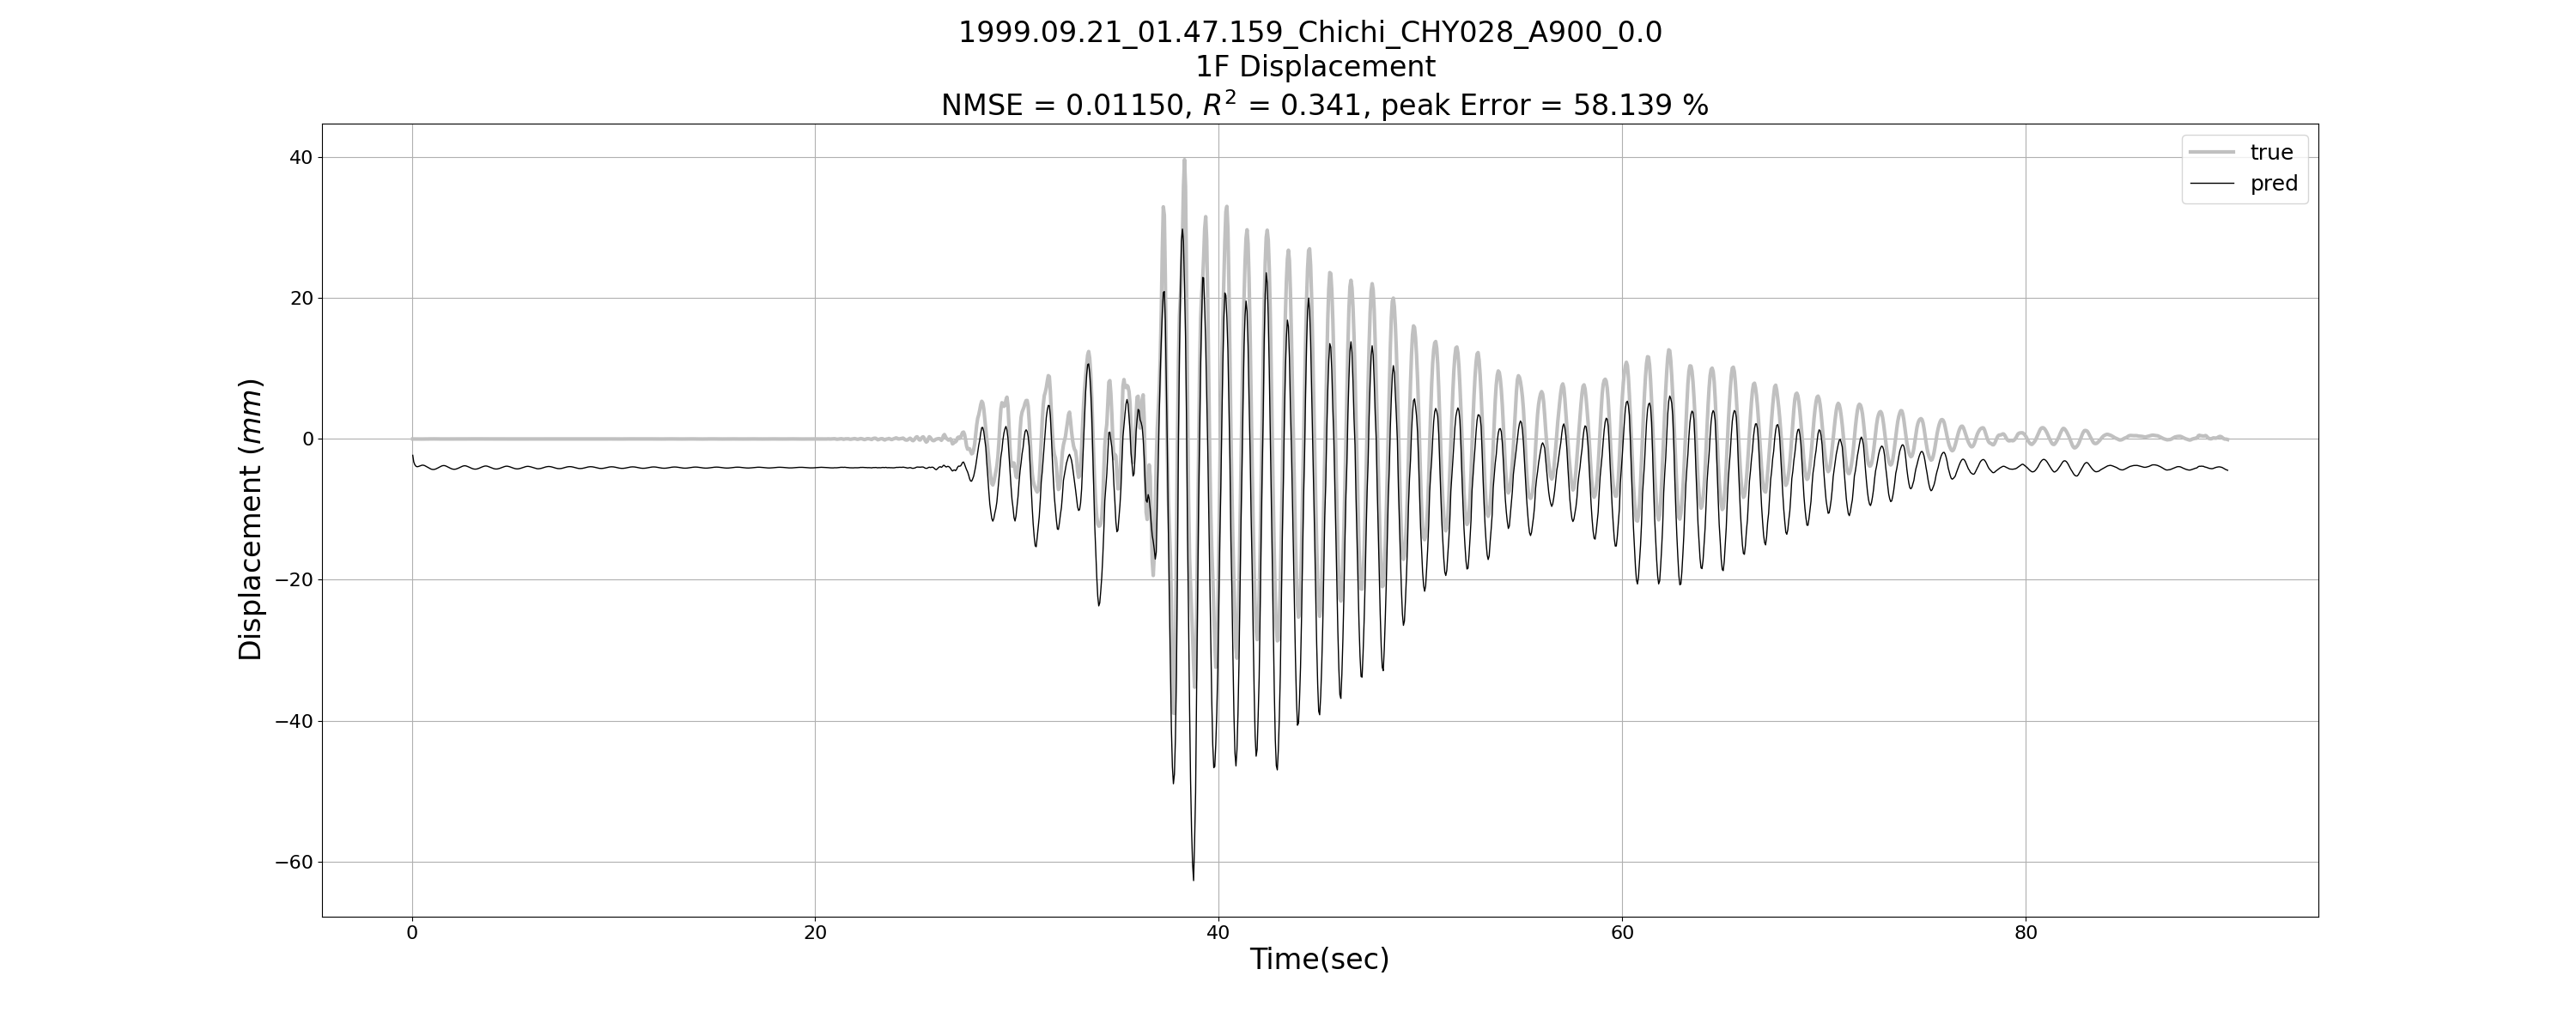 1999.09.21_01.47.159_Chichi_CHY028_A900_0.0
1F Displacement
NMSE = 0.01150, R² = 0.341, peak Error = 58.139 %
true
pred
Displacement (mm)
40
20
0
−20
−40
−60
0
20
40
60
80
Time(sec)